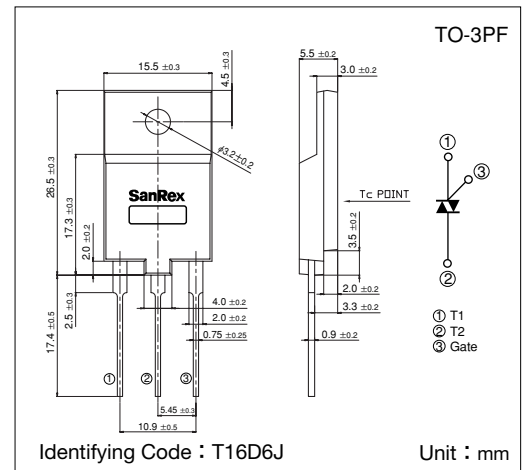 TO-3PF
15.5 ±0.3
4.5 ±0.3
5.5 ±0.2
3.0 ±0.2
φ3.2±0.2
26.5 ±0.3
17.3 ±0.3
2.0 ±0.2
SanRex
Tc POINT
3.5 ±0.2
① 
③
②
2.0 ±0.2
3.3 ±0.2
0.9 ±0.2
4.0 ±0.2
2.0 ±0.2
0.75 ±0.25
17.4 ±0.5
2.5 ±0.3
① ② ③
5.45 ±0.3
10.9 ±0.5
① T1
② T2
③ Gate
Identifying Code：T16D6J
Unit：mm